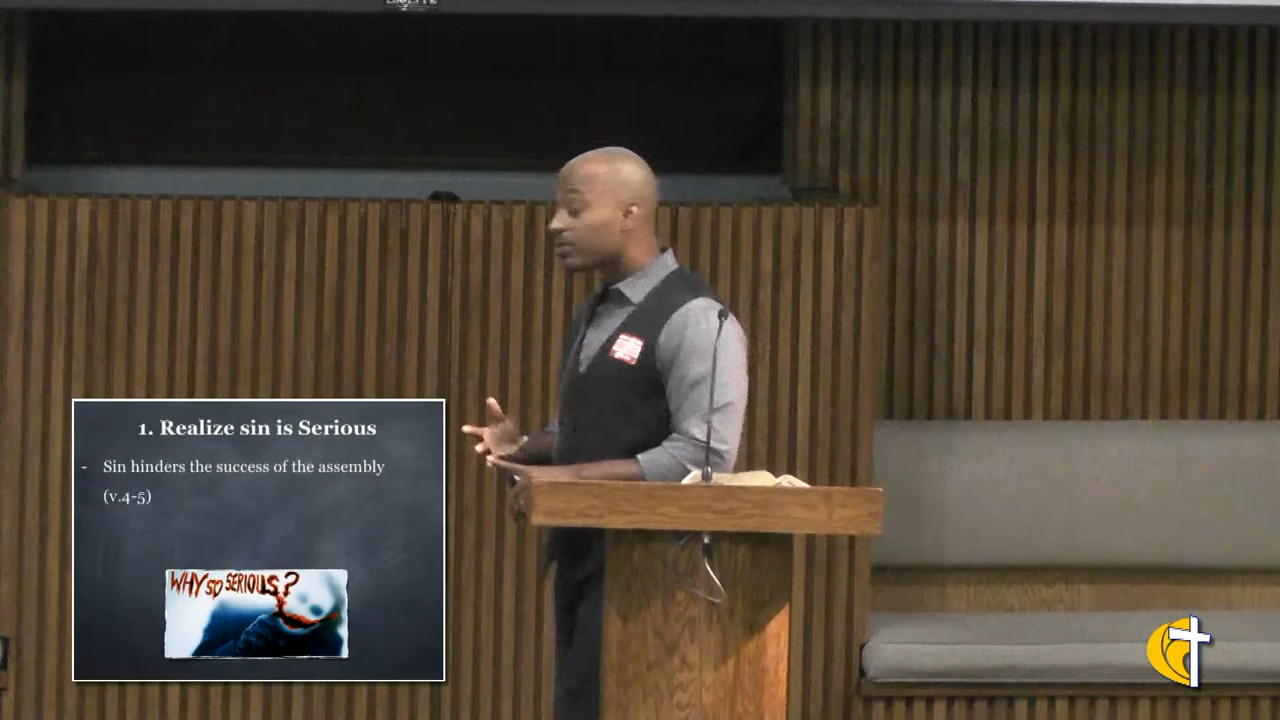 1. Realize sin is Serious
- Sin hinders the success of the assembly
(v.4-5)
WHY SO SERIOUS?